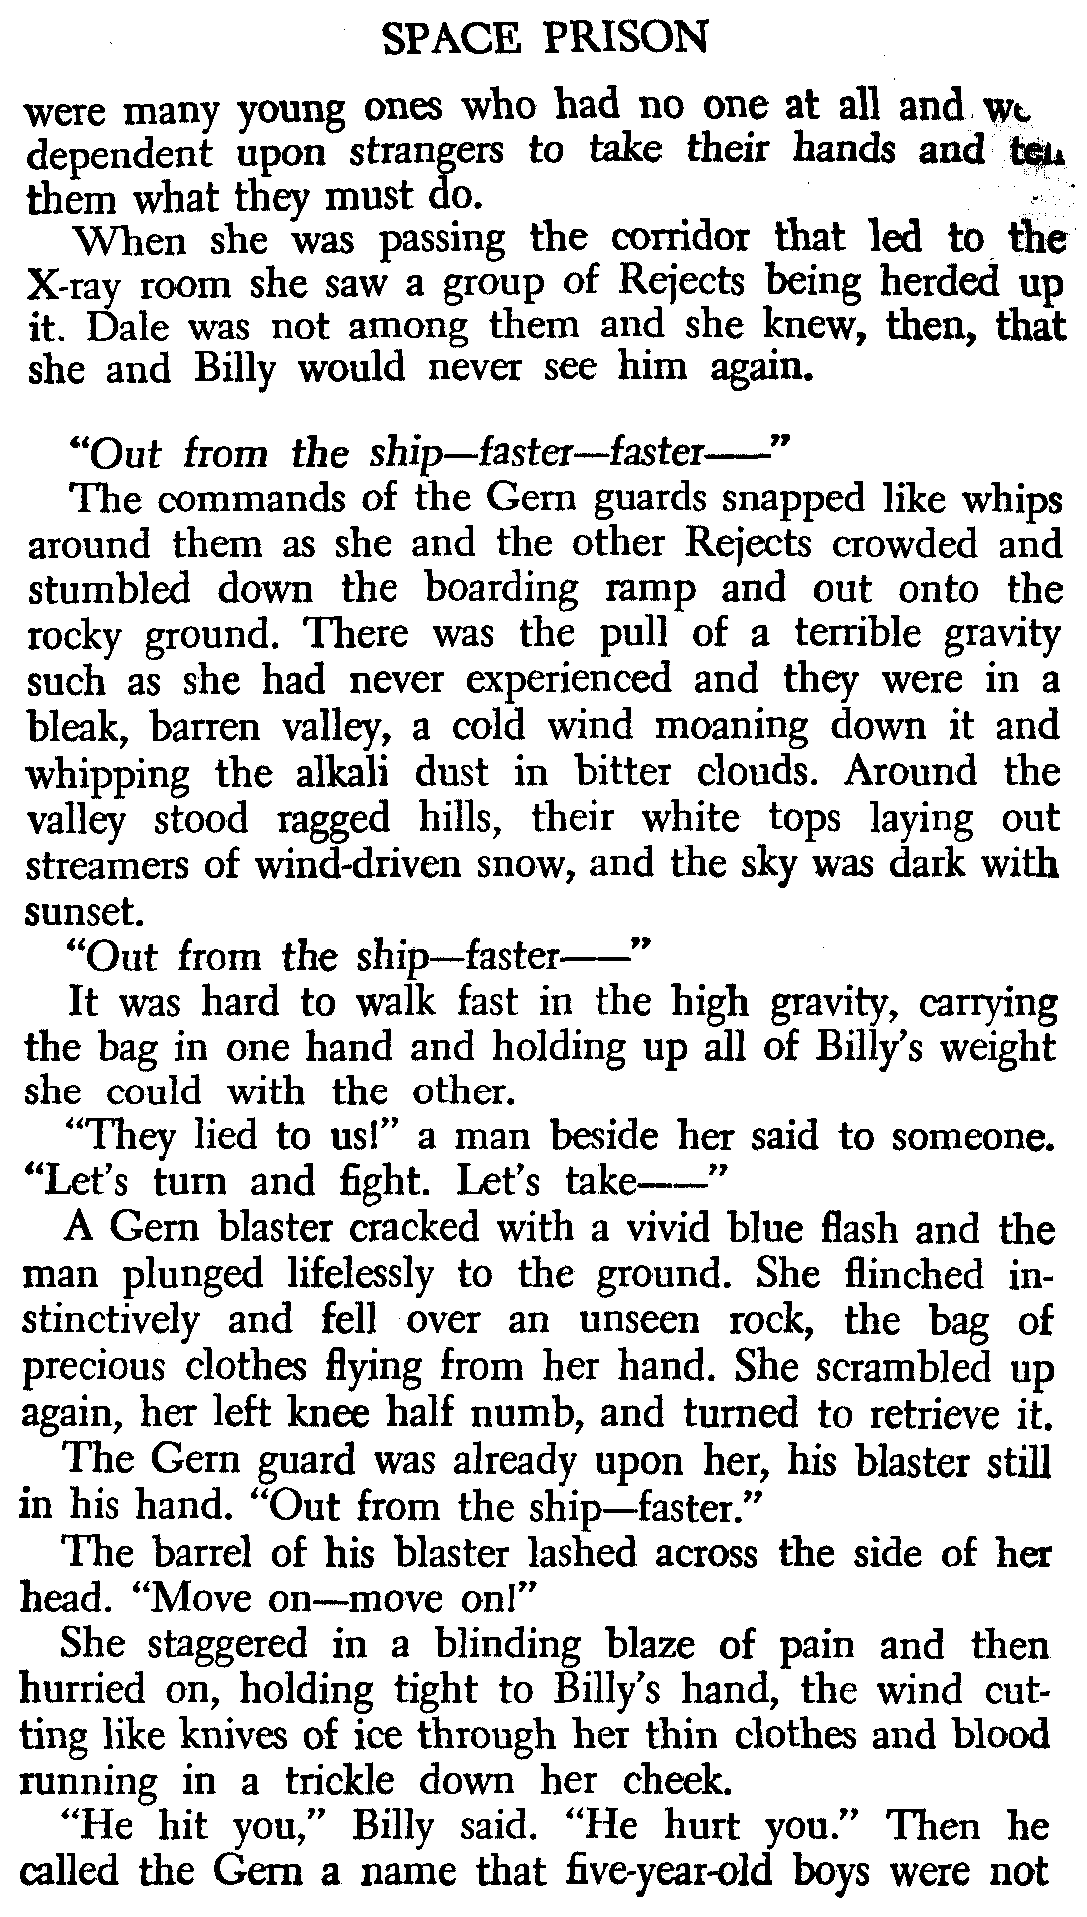 SPACE PRISON
were many young ones who had no one at all and
dependent upon strangers to take their hands and
them what they must do.
When she was passing the corridor that led to the
X-ray room she saw a group of Rejects being herded up
it. Dale was not among them and she knew, then, that
she and Billy would never see him again.
“Out from the ship—faster—faster——”
The commands of the Gern guards snapped like whips
around them as she and the other Rejects crowded and
stumbled down the boarding ramp and out onto the
rocky ground. There was the pull of a terrible gravity
such as she had never experienced and they were in a
bleak, barren valley, a cold wind moaning down it and
whipping the alkali dust in bitter clouds. Around the
valley stood ragged hills, their white tops laying out
streamers of wind-driven snow, and the sky was dark with
sunset.
“Out from the ship—faster——”
It was hard to walk fast in the high gravity, carrying
the bag in one hand and holding up all of Billy’s weight
she could with the other.
“They lied to us!” a man beside her said to someone.
“Let’s turn and fight. Let’s take——”
A Gern blaster cracked with a vivid blue flash and the
man plunged lifelessly to the ground. She flinched in-
stinctively and fell over an unseen rock, the bag of
precious clothes flying from her hand. She scrambled up
again, her left knee half numb, and turned to retrieve it.
The Gern guard was already upon her, his blaster still
in his hand. “Out from the ship—faster.”
The barrel of his blaster lashed across the side of her
head. “Move on—move on!”
She staggered in a blinding blaze of pain and then
hurried on, holding tight to Billy’s hand, the wind cut-
ting like knives of ice through her thin clothes and blood
running in a trickle down her cheek.
“He hit you,” Billy said. “He hurt you.” Then he
called the Gern a name that five-year-old boys were not